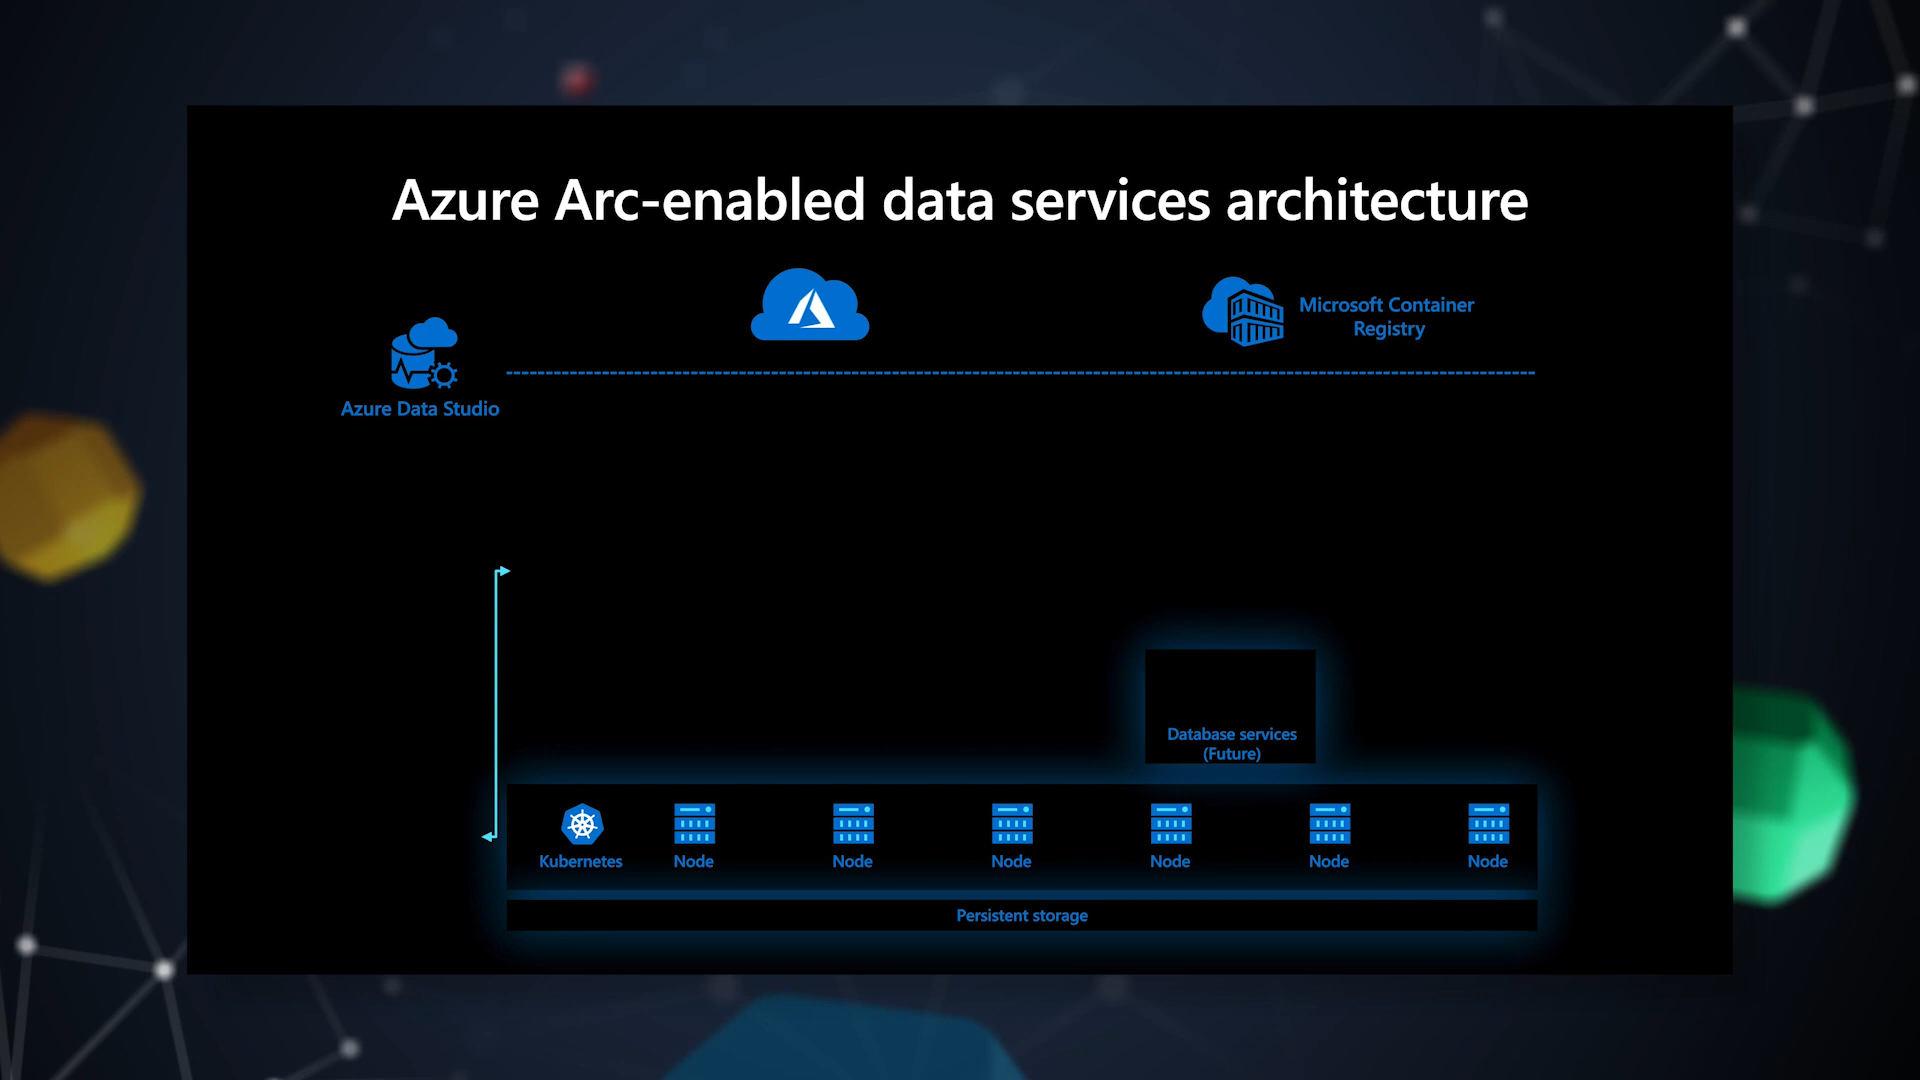 Azure Arc-enabled data services architecture
Microsoft Container
Registry
Azure Data Studio
Database services
(Future)
Kubernetes
Node
Node
Node
Node
Node
Node
Persistent storage